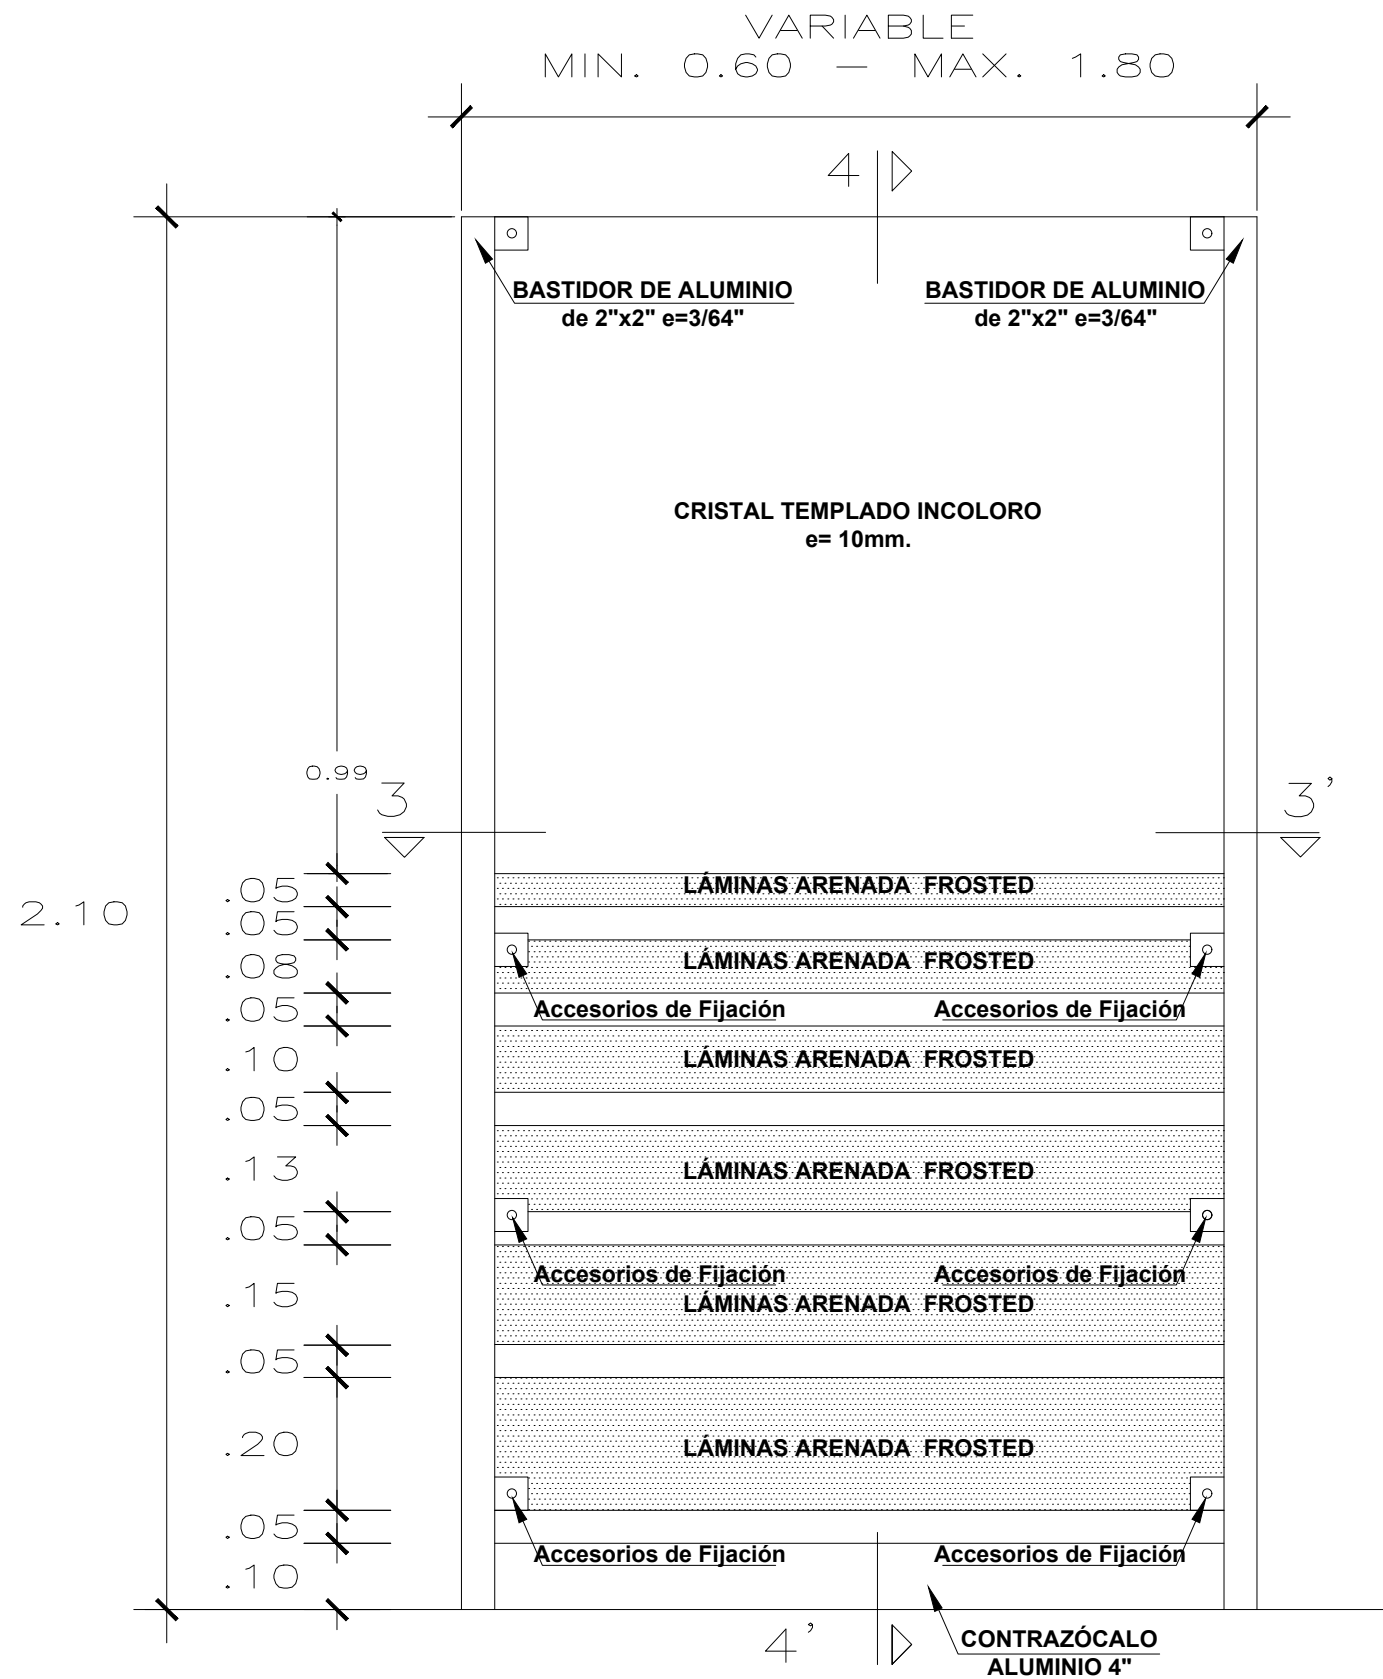 VARIABLE
MIN. 0.60 — MAX. 1.80
4
BASTIDOR DE ALUMINIO
de 2"x2" e=3/64"
BASTIDOR DE ALUMINIO
de 2"x2" e=3/64"
CRISTAL TEMPLADO INCOLORO
e= 10mm.
0.99
3
3'
2.10
.05
LÁMINAS ARENADA FROSTED
.05
.08
LÁMINAS ARENADA FROSTED
.05
Accesorios de Fijación
Accesorios de Fijación
.10
LÁMINAS ARENADA FROSTED
.05
.13
LÁMINAS ARENADA FROSTED
.05
Accesorios de Fijación
Accesorios de Fijación
.15
LÁMINAS ARENADA FROSTED
.05
.20
LÁMINAS ARENADA FROSTED
.05
Accesorios de Fijación
Accesorios de Fijación
.10
4'
CONTRAZÓCALO
ALUMINIO 4"